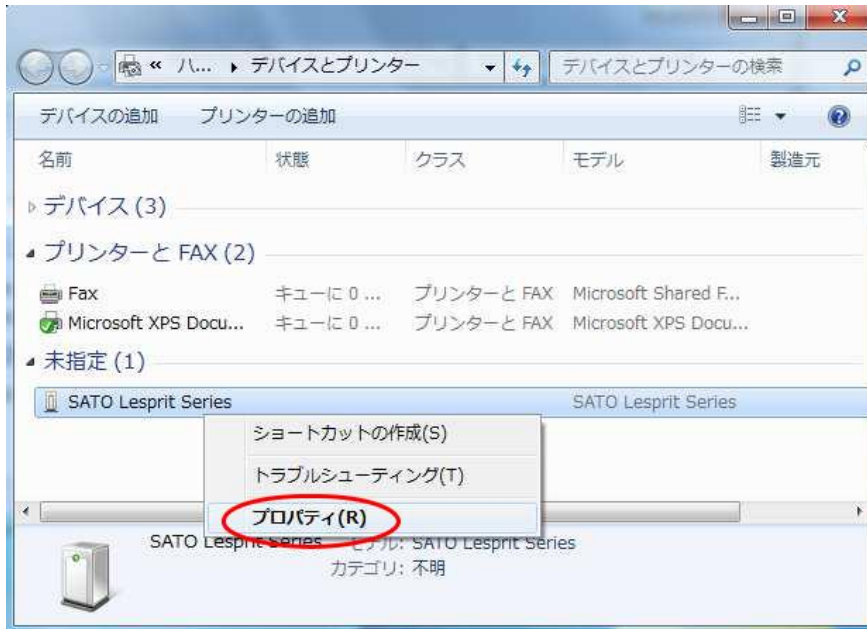 « ハ... ▸ デバイスとプリンター デバイスとプリンターの検索
デバイスの追加 プリンターの追加
名前 状態 クラス モデル 製造元
デバイス (3)
プリンターと FAX (2)
Fax キューに 0 ... プリンターと FAX Microsoft Shared F...
Microsoft XPS Docu... キューに 0 ... プリンターと FAX Microsoft XPS Docu...
未指定 (1)
SATO Lesprit Series SATO Lesprit Series
ショートカットの作成(S)
トラブルシューティング(T)
プロパティ(R)
SATO Lesprit Series モデル: SATO Lesprit Series
カテゴリ: 不明